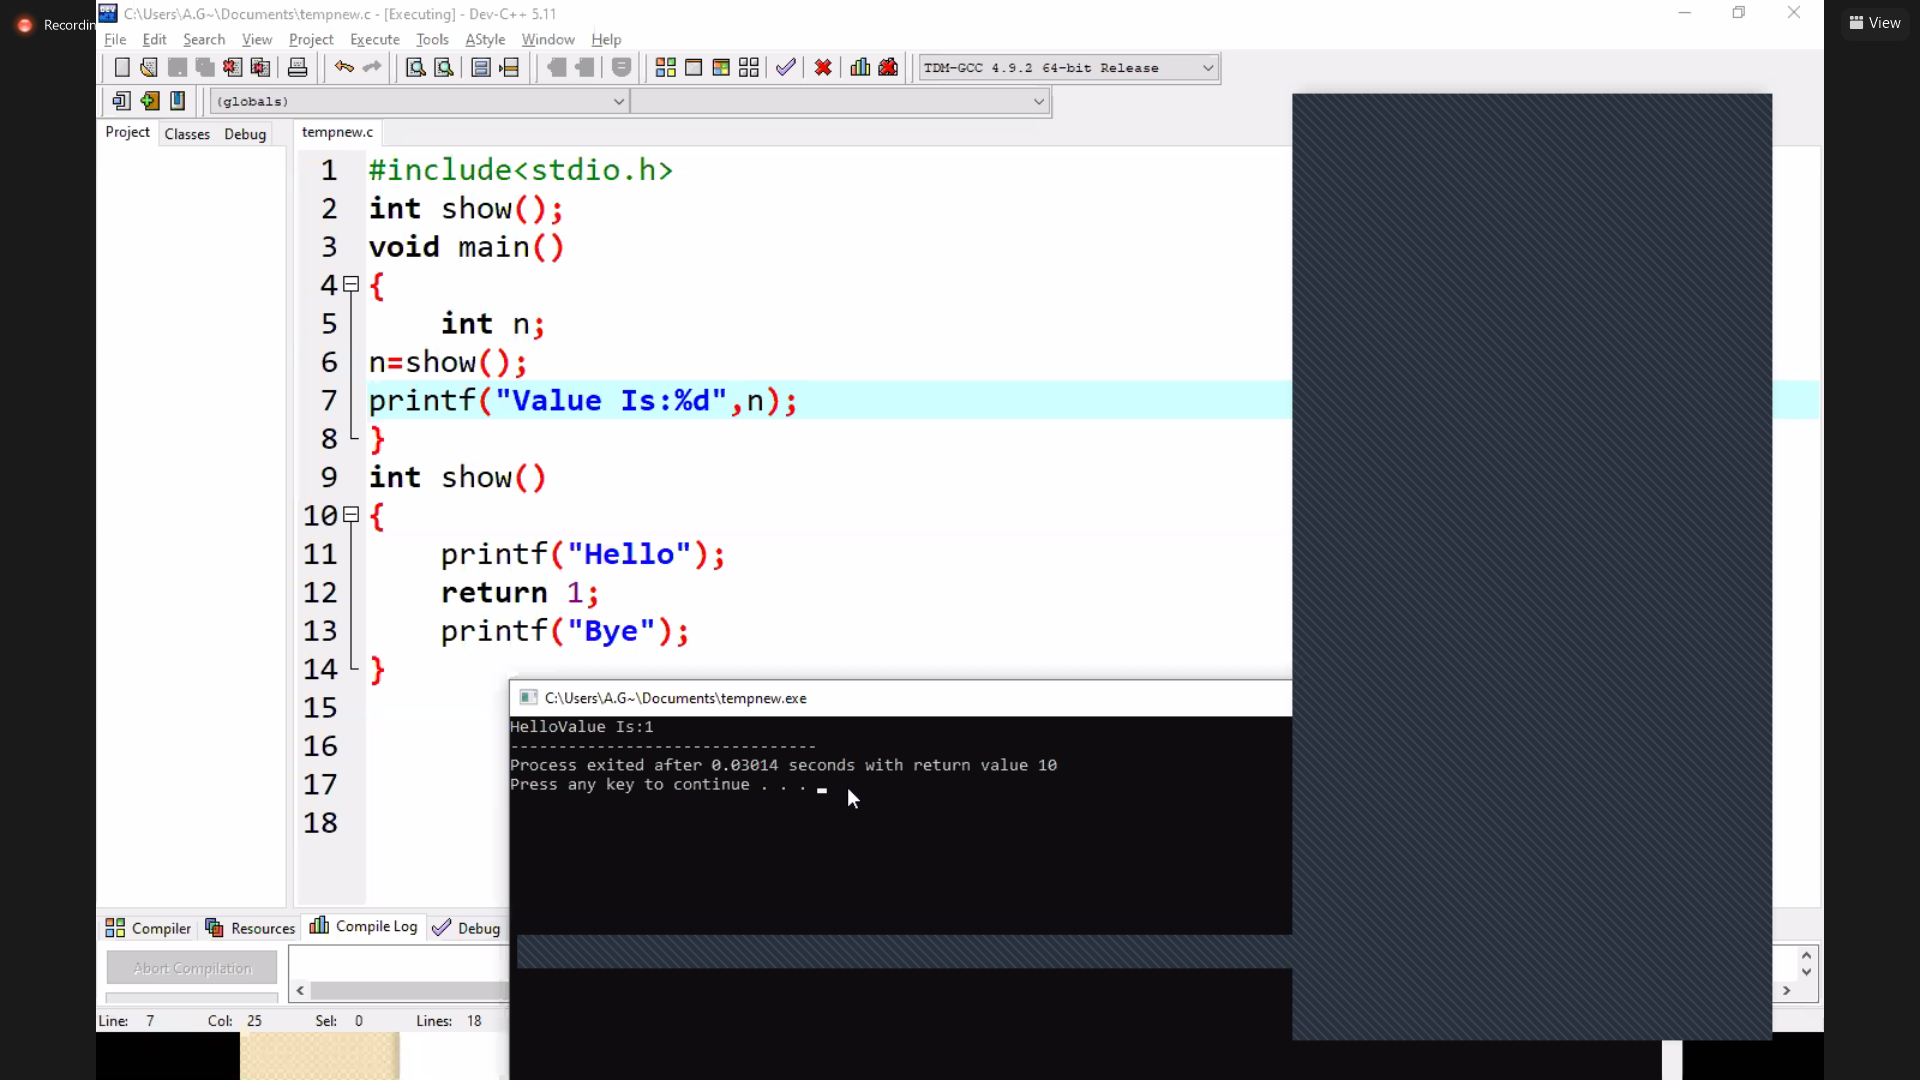 Recordin
C:\Users\A.G~\Documents\tempnew.c - [Executing] - Dev-C++ 5.11
View
File Edit Search View Project Execute Tools AStyle Window Help
TDM-GCC 4.9.2 64-bit Release
(globals)
Project Classes Debug
tempnew.c
1 #include<stdio.h>
2 int show();
3 void main()
4 {
5 int n;
6 n=show();
7 printf("Value Is:%d",n);
8 }
9 int show()
10 {
11 printf("Hello");
12 return 1;
13 printf("Bye");
14 }
15
16
17
18
C:\Users\A.G~\Documents\tempnew.exe
HelloValue Is:1
--------------------------------
Process exited after 0.03014 seconds with return value 10
Press any key to continue . . .
Compiler Resources Compile Log Debug
Abort Compilation
Line: 7 Col: 25 Sel: 0 Lines: 18